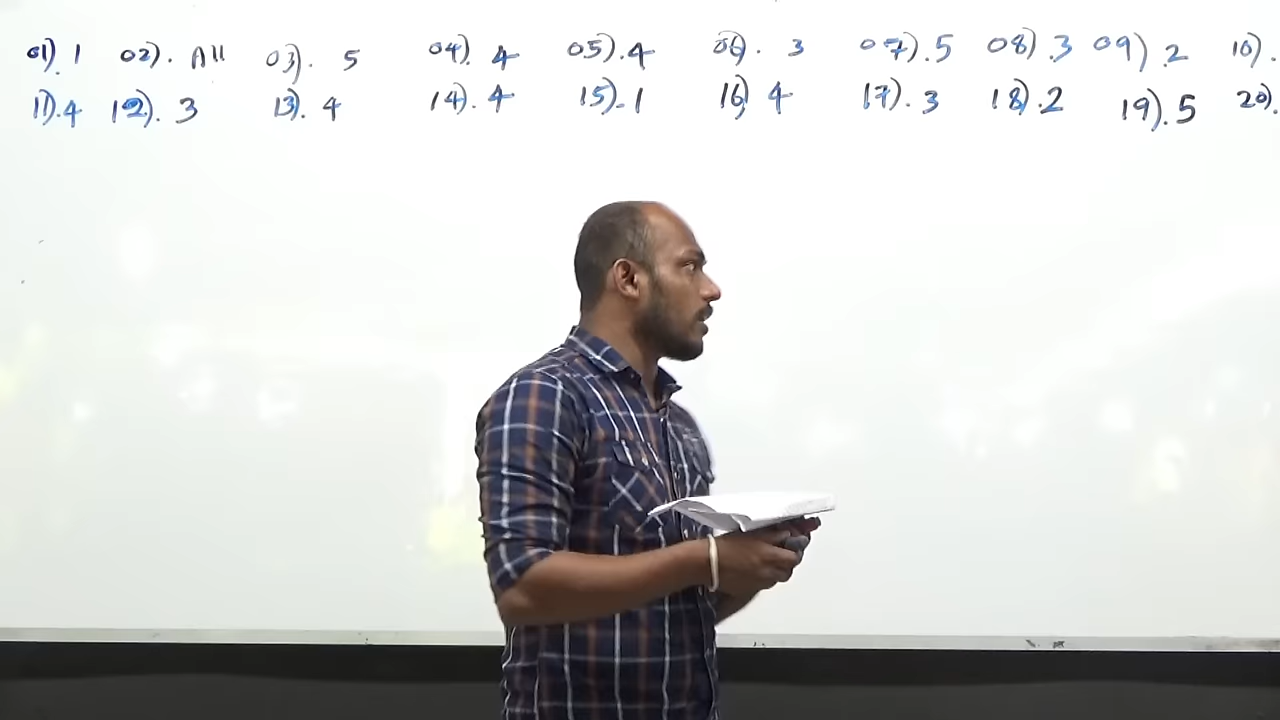 01). 1 02). All 03). 5 04). 4 05). 4 06). 3 07). 5 08). 3 09). 2 10).
11). 4 12). 3 13). 4 14). 4 15). 1 16) 4 17). 3 18). 2 19). 5 20).